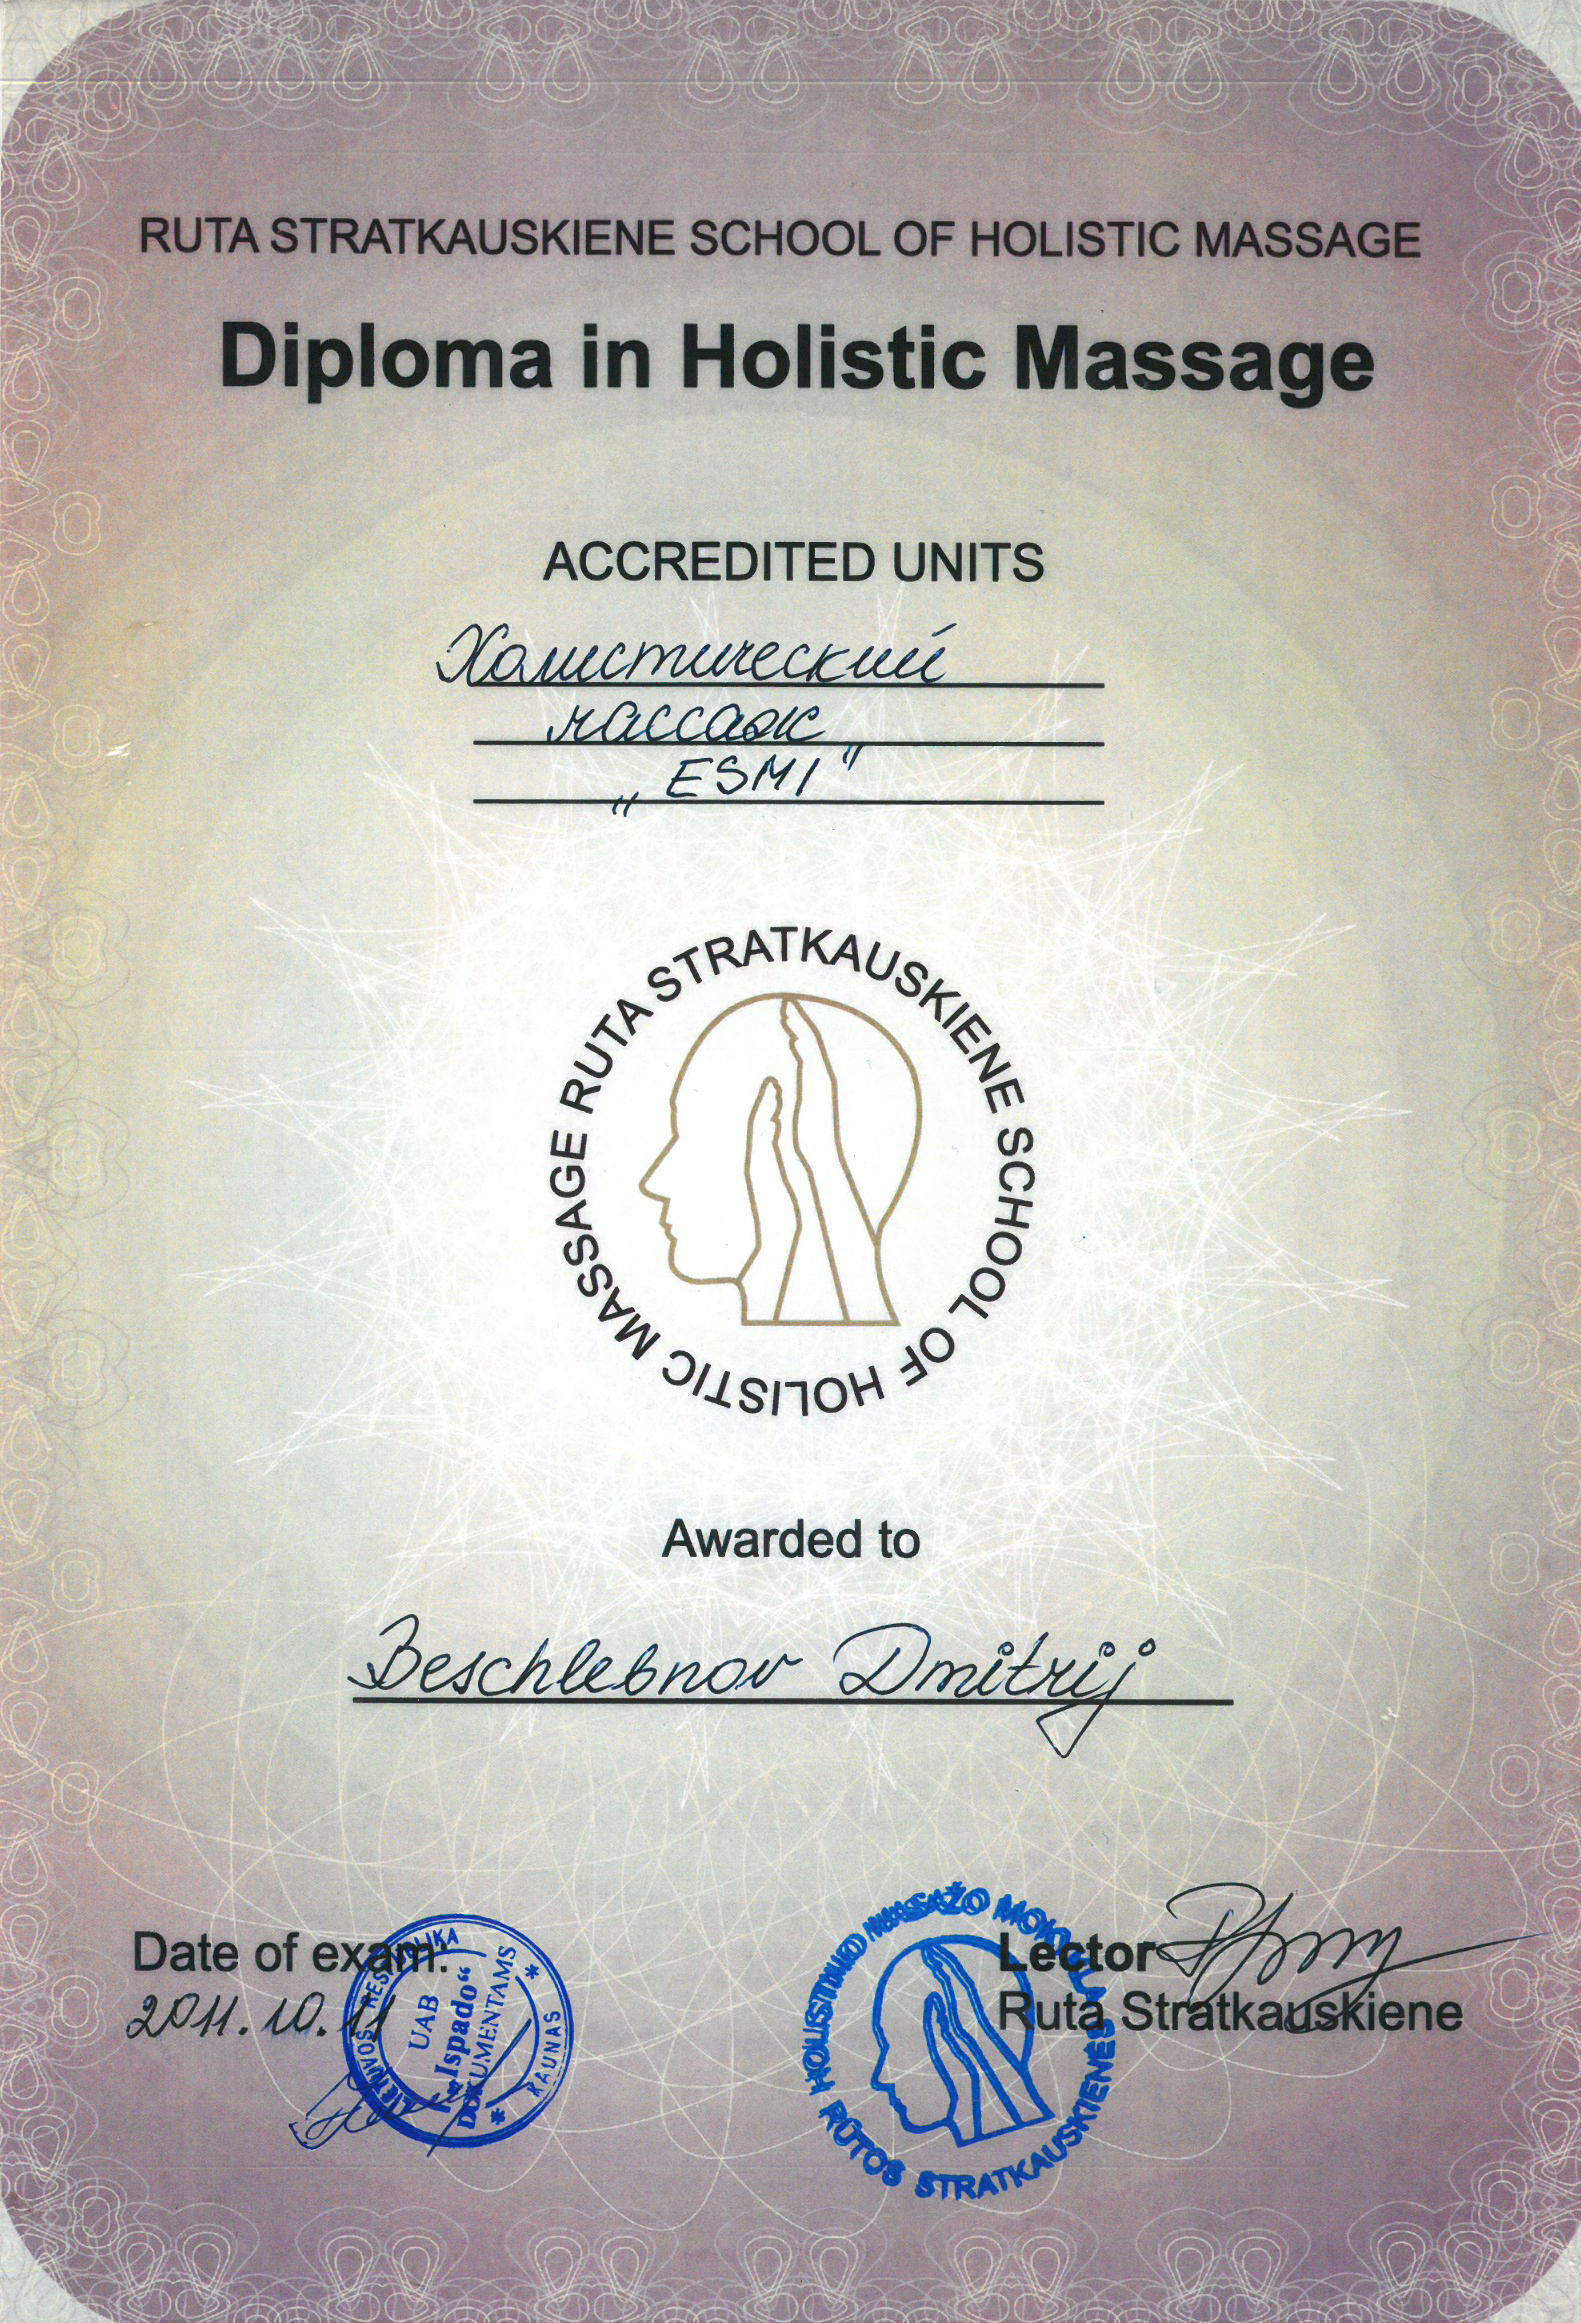 RUTA STRATKAUSKIENE SCHOOL OF HOLISTIC MASSAGE
Diploma in Holistic Massage
ACCREDITED UNITS
Холистический
массаж
„ESMI"
RUTA STRATKAUSKIENE SCHOOL OF HOLISTIC MASSAGE
Awarded to
Beschlebnov Dmitrij
Date of exam:
2011.10.11
LIETUVOS RESPUBLIKA
UAB
„Ispado“
DOKUMENTAMS
* KAUNAS *
HOLISTINIO MASAŽO MOKYKLA
RŪTOS STRATKAUSKIENĖS
Lector
Ruta Stratkauskiene